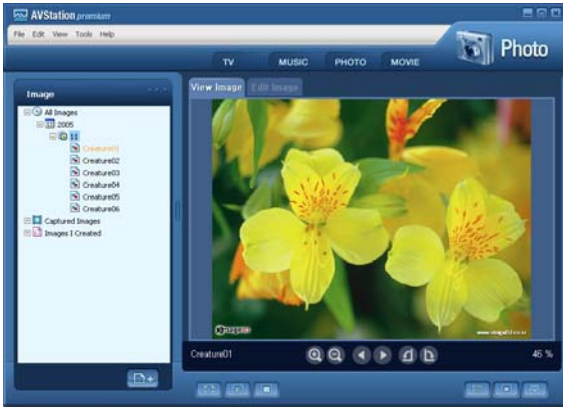 AVStation premium
File Edit View Tools Help
Photo
TV MUSIC PHOTO MOVIE
Image
View Image Edit Image
All Images
2005
11
Creature01
Creature02
Creature03
Creature04
Creature05
Creature06
Captured Images
Images I Created
Creature01
46 %